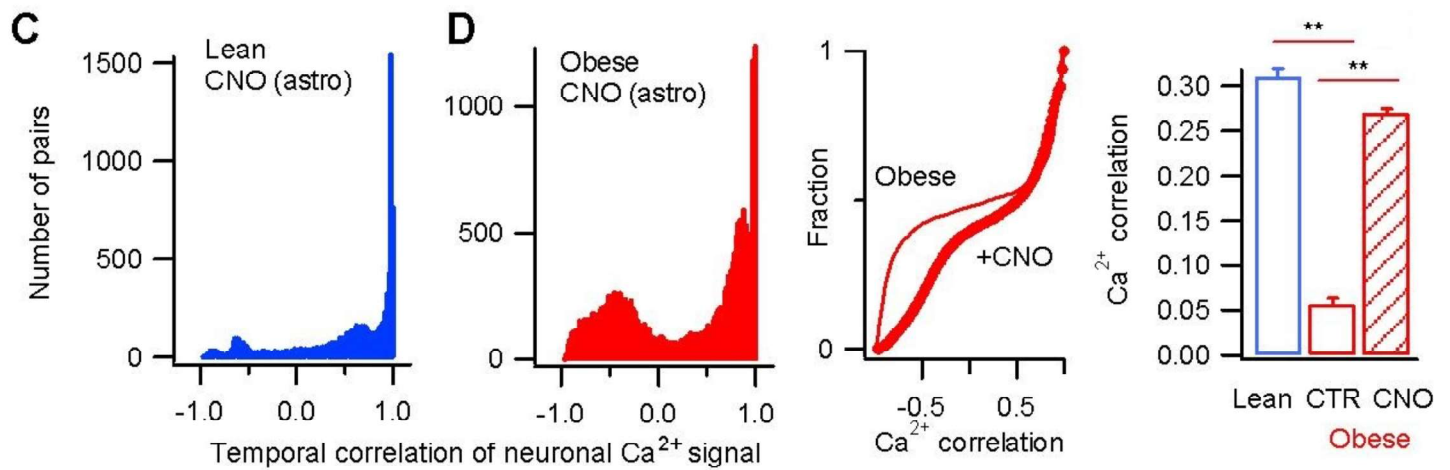 C
Lean
CNO (astro)
Number of pairs
1500
1000
500
0
-1.0 0.0 1.0
D
Obese
CNO (astro)
1000
500
0
-1.0 0.0 1.0
Temporal correlation of neuronal Ca²⁺ signal
1
Fraction
0
Obese
+CNO
-0.5 0.5
Ca²⁺ correlation
** 
**
Ca²⁺ correlation
0.30
0.25
0.20
0.15
0.10
0.05
0.00
Lean CTR CNO
Obese